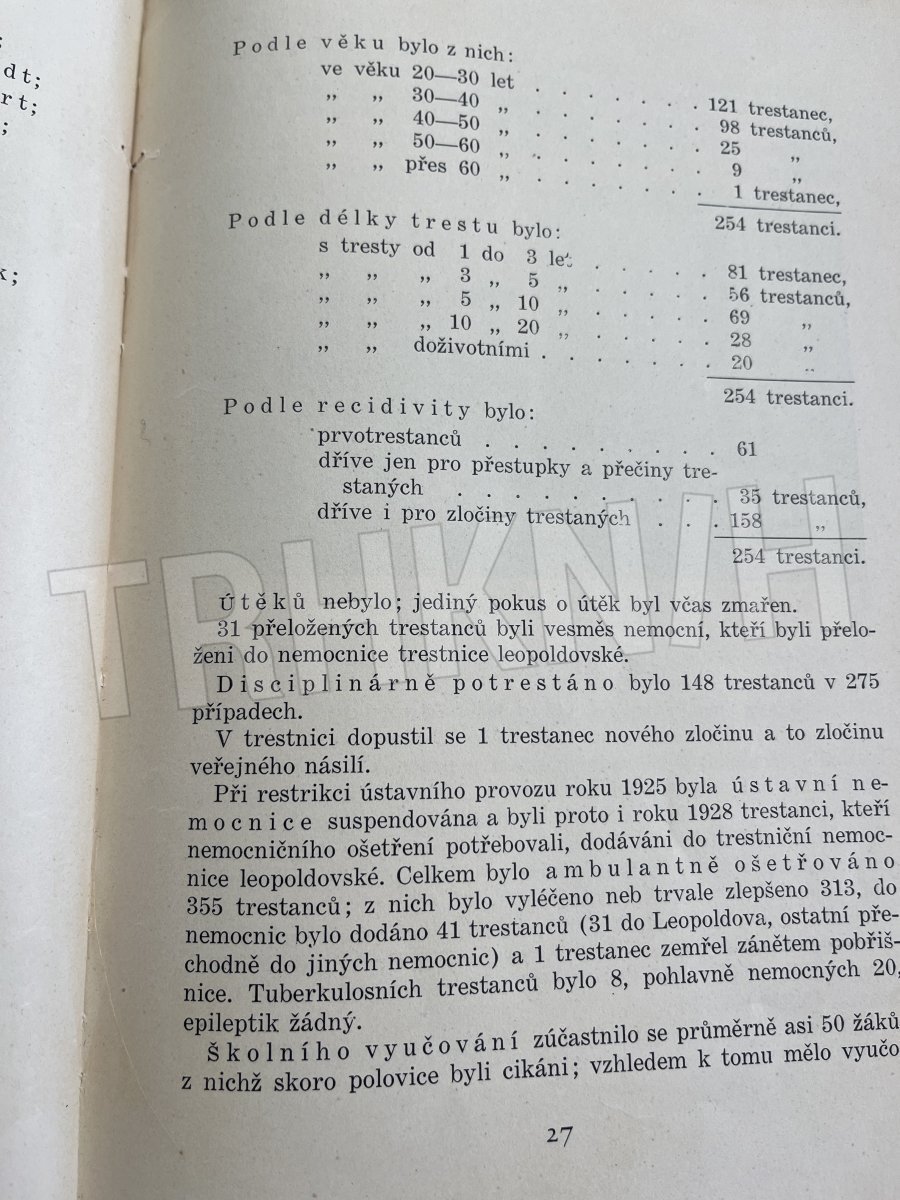 dt;
rt;
;
k;
Podle věku bylo z nich:
ve věku 20—30 let . . . . . . . 121 trestanec,
„ „ 30—40 „ . . . . . . . 98 trestanců,
„ „ 40—50 „ . . . . . . . 25 „
„ „ 50—60 „ . . . . . . . 9 „
„ „ přes 60 „ . . . . . . . 1 trestanec,
254 trestanci.
Podle délky trestu bylo:
s tresty od 1 do 3 let . . . . . 81 trestanec,
„ „ „ 3 „ 5 „ . . . . . 56 trestanců,
„ „ „ 5 „ 10 „ . . . . . 69 „
„ „ „ 10 „ 20 „ . . . . . 28 „
„ „ doživotními . . . . . . . 20 „
254 trestanci.
Podle recidivity bylo:
prvotrestanců . . . . . . . . . 61
dříve jen pro přestupky a přečiny tre-
staných . . . . . . . . . . 35 trestanců,
dříve i pro zločiny trestaných . . . 158 „
254 trestanci.
Útěků nebylo; jediný pokus o útěk byl včas zmařen.
31 přeložených trestanců byli vesměs nemocní, kteří byli přelo-
ženi do nemocnice trestnice leopoldovské.
Disciplinárně potrestáno bylo 148 trestanců v 275
případech.
V trestnici dopustil se 1 trestanec nového zločinu a to zločinu
veřejného násilí.
Při restrikci ústavního provozu roku 1925 byla ústavní ne-
mocnice suspendována a byli proto i roku 1928 trestanci, kteří
nemocničního ošetření potřebovali, dodáváni do trestniční nemoc-
nice leopoldovské. Celkem bylo ambulantně ošetřováno
355 trestanců; z nich bylo vyléčeno neb trvale zlepšeno 313, do
nemocnic bylo dodáno 41 trestanců (31 do Leopoldova, ostatní pře-
chodně do jiných nemocnic) a 1 trestanec zemřel zánětem pobřiš-
nice. Tuberkulosních trestanců bylo 8, pohlavně nemocných 20,
epileptik žádný.
Školního vyučování zúčastnilo se průměrně asi 50 žáků
z nichž skoro polovice byli cikáni; vzhledem k tomu mělo vyučo
27
TRHKNIH